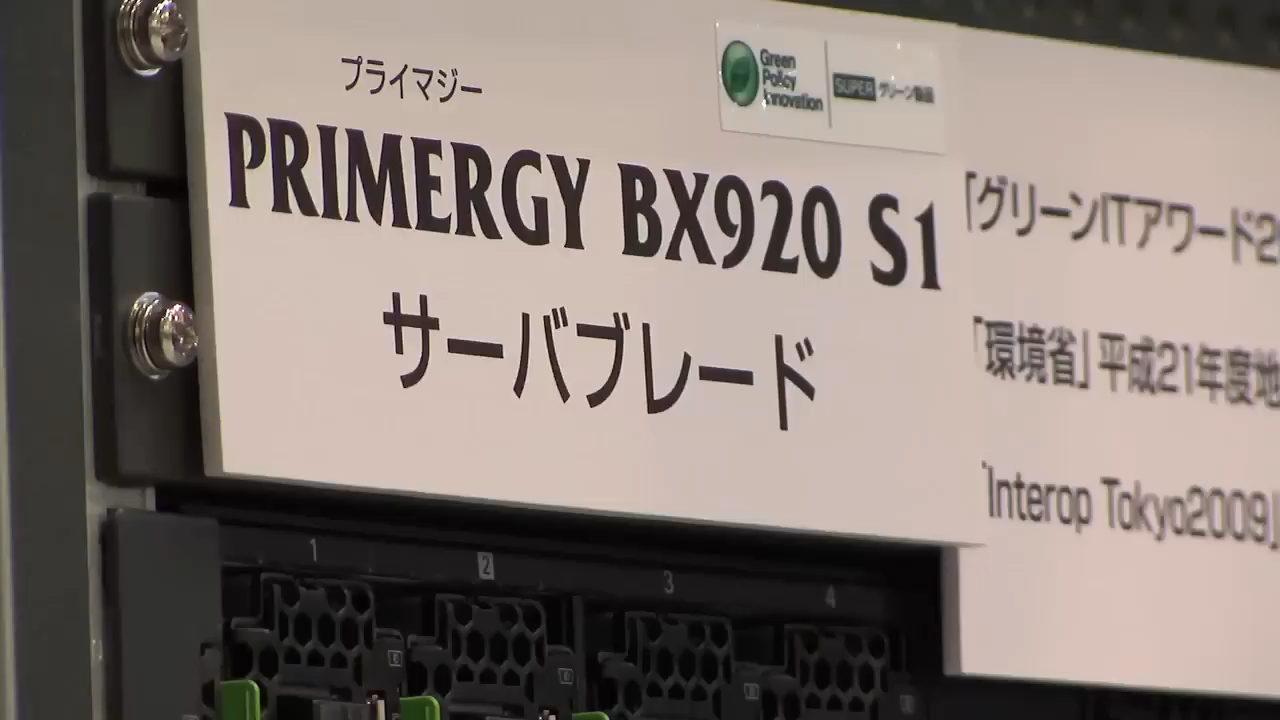 プライマジー
PRIMERGY BX920 S1
サーバブレード
Green
Policy
Innovation
SUPER グリーン製品
「グリーンITアワード2
「環境省」平成21年度地
Interop Tokyo2009」
1
2
3
4